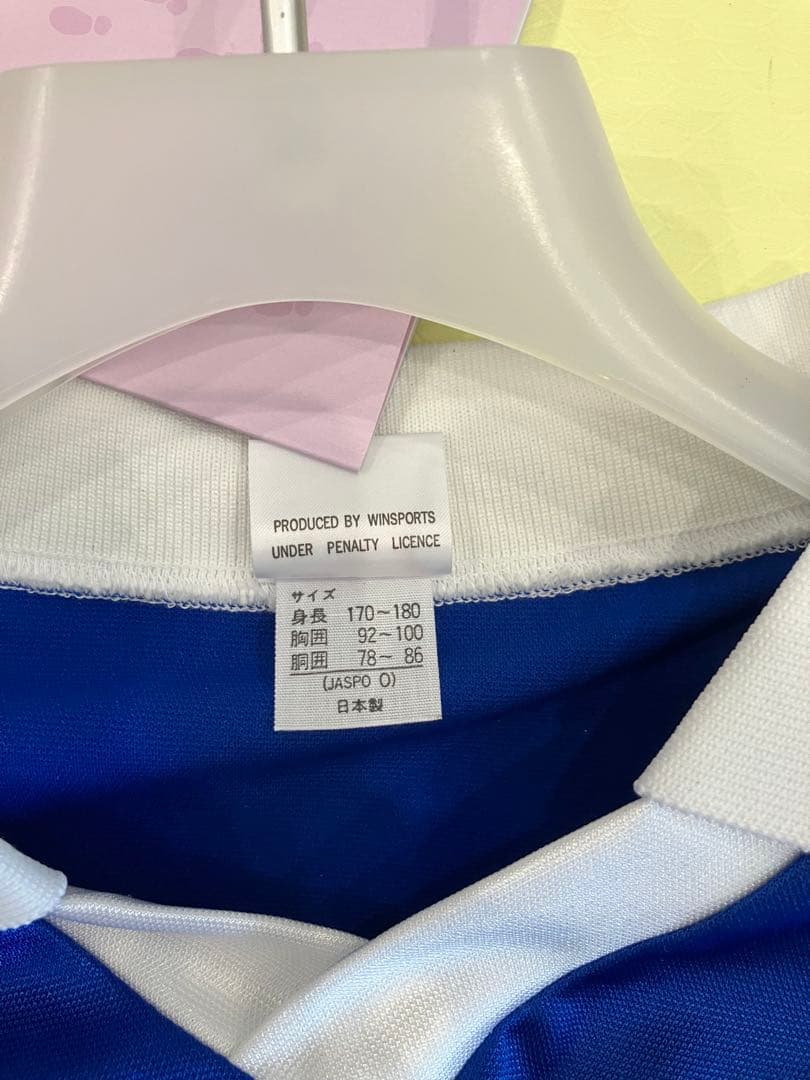 PRODUCED BY WINSPORTS
UNDER PENALTY LICENCE
サイズ
身長 170～180
胸囲 92～100
胴囲 78～ 86
(JASPO O)
日本製